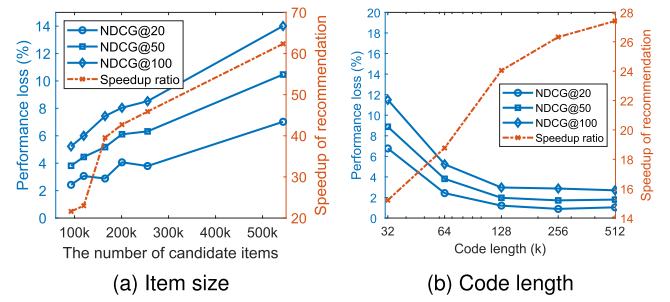 14
12
10
8
6
4
2
0
Performance loss (%)
NDCG@20
NDCG@50
NDCG@100
Speedup ratio
70
60
50
40
30
20
Speedup of recommendation
100k 200k 300k 400k 500k
The number of candidate items
(a) Item size
20
18
16
14
12
10
8
6
4
2
0
Performance loss (%)
NDCG@20
NDCG@50
NDCG@100
Speedup ratio
28
26
24
22
20
18
16
14
Speedup of recommendation
32 64 128 256 512
Code length (k)
(b) Code length